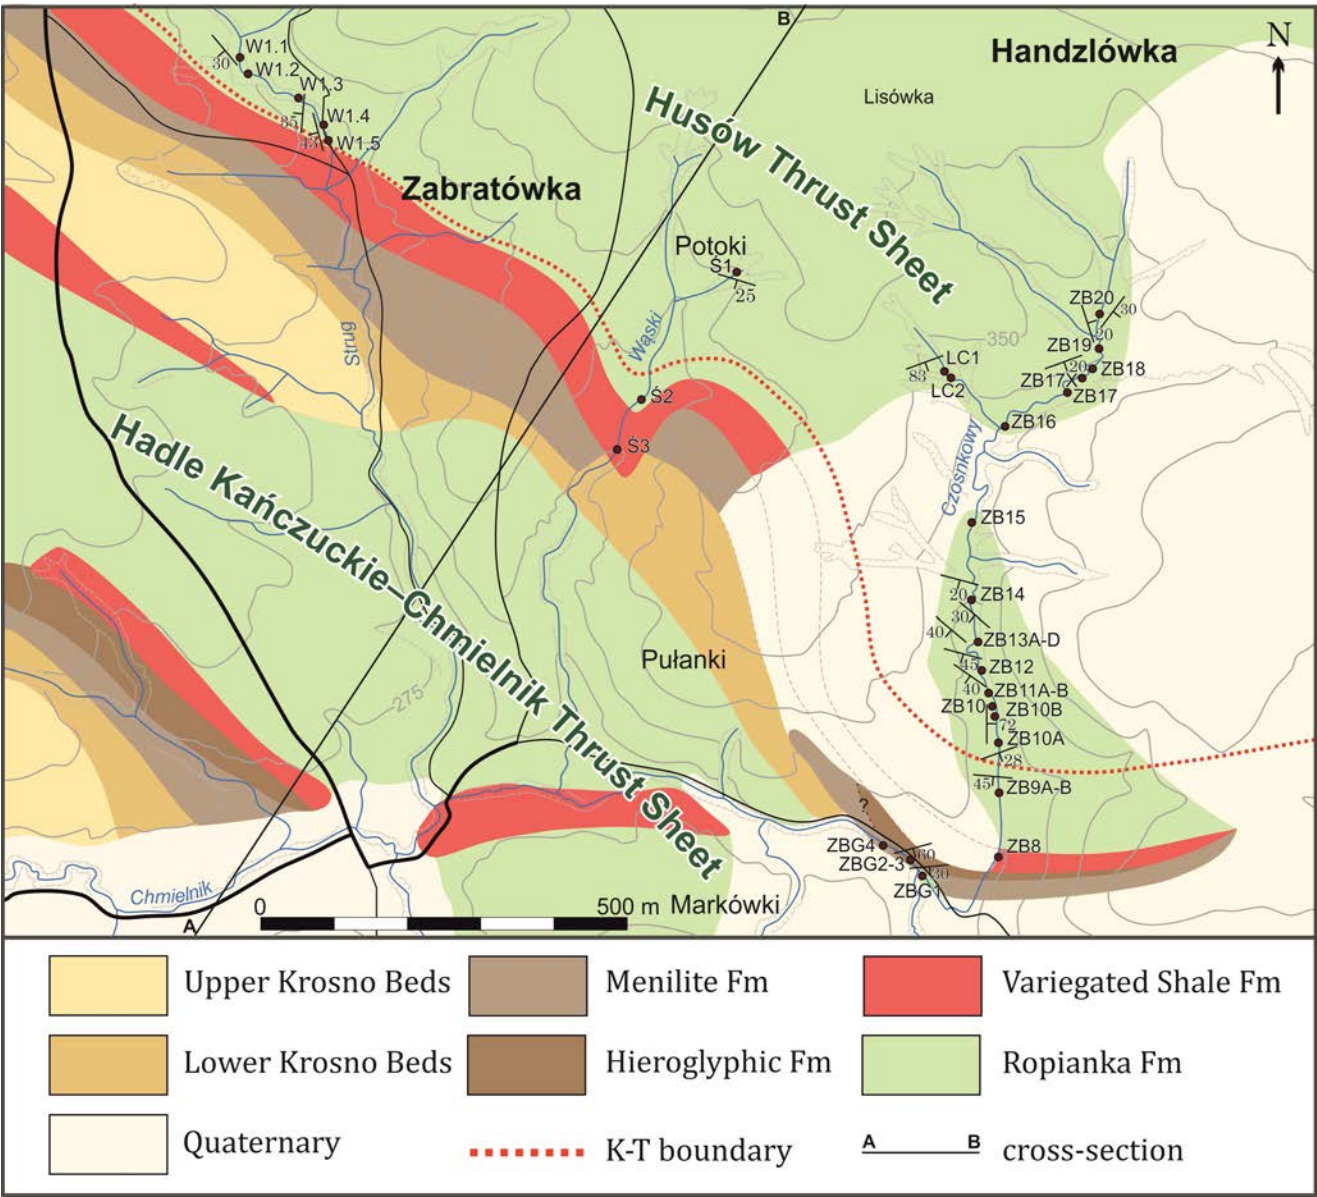 B
Handzlówka
N
W1.1
30
W1.2
Lisówka
W1.3
35
W1.4
43
W1.5
Husów Thrust Sheet
Zabratówka
Potoki
Ś1
25
ZB20
30
Strug
Wąski
350
20
ZB19
LC1
83
LC2
20
ZB18
ZB17X
ZB17
Ś2
ZB16
Hadle Kańczuckie–Chmielnik Thrust Sheet
Ś3
Czosnkowy
ZB15
20
ZB14
30
40
ZB13A-D
Pułanki
45
ZB12
275
40
ZB11A-B
ZB10
ZB10B
72
ZB10A
28
45
ZB9A-B
?
ZBG4
60
ZB8
ZBG2-3
30
ZBG1
Chmielnik
A
0 500 m
Markówki
Upper Krosno Beds
Menilite Fm
Variegated Shale Fm
Lower Krosno Beds
Hieroglyphic Fm
Ropianka Fm
Quaternary
K-T boundary
A B cross-section